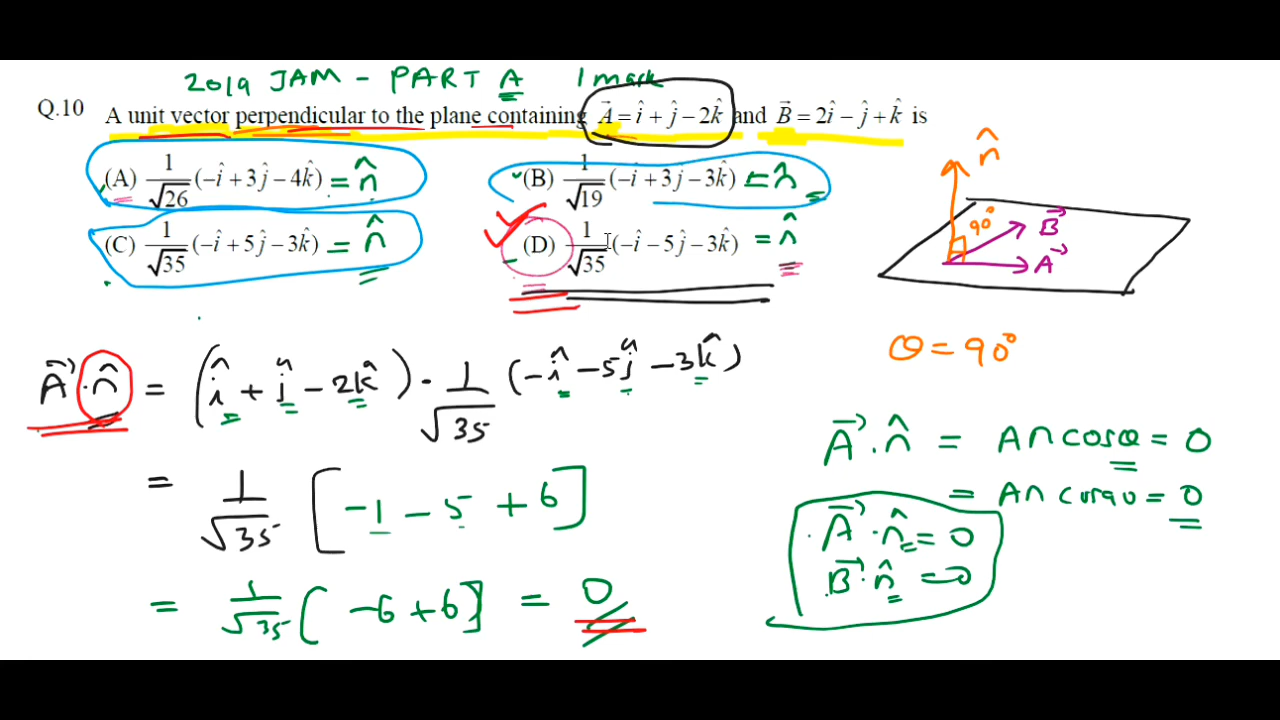 2019 JAM - PART A 1 mark
Q.10 A unit vector perpendicular to the plane containing A⃗ = î + ĵ − 2k̂ and B⃗ = 2î − ĵ + k̂ is
(A) 1/√26 (−î + 3ĵ − 4k̂) = n̂ (B) 1/√19 (−î + 3ĵ − 3k̂) = n̂
(C) 1/√35 (−î + 5ĵ − 3k̂) = n̂ (D) 1/√35 (−î − 5ĵ − 3k̂) = n̂
n̂
90°
B⃗
A⃗
θ = 90°
A⃗ · n̂ = (î + ĵ − 2k̂) · 1/√35 (−î − 5ĵ − 3k̂)
= 1/√35 [−1 − 5 + 6]
= 1/√35 [−6 + 6] = 0
A⃗ · n̂ = An cosθ = 0
= An cos90 = 0
A⃗ · n̂ = 0
B⃗ · n̂ = 0